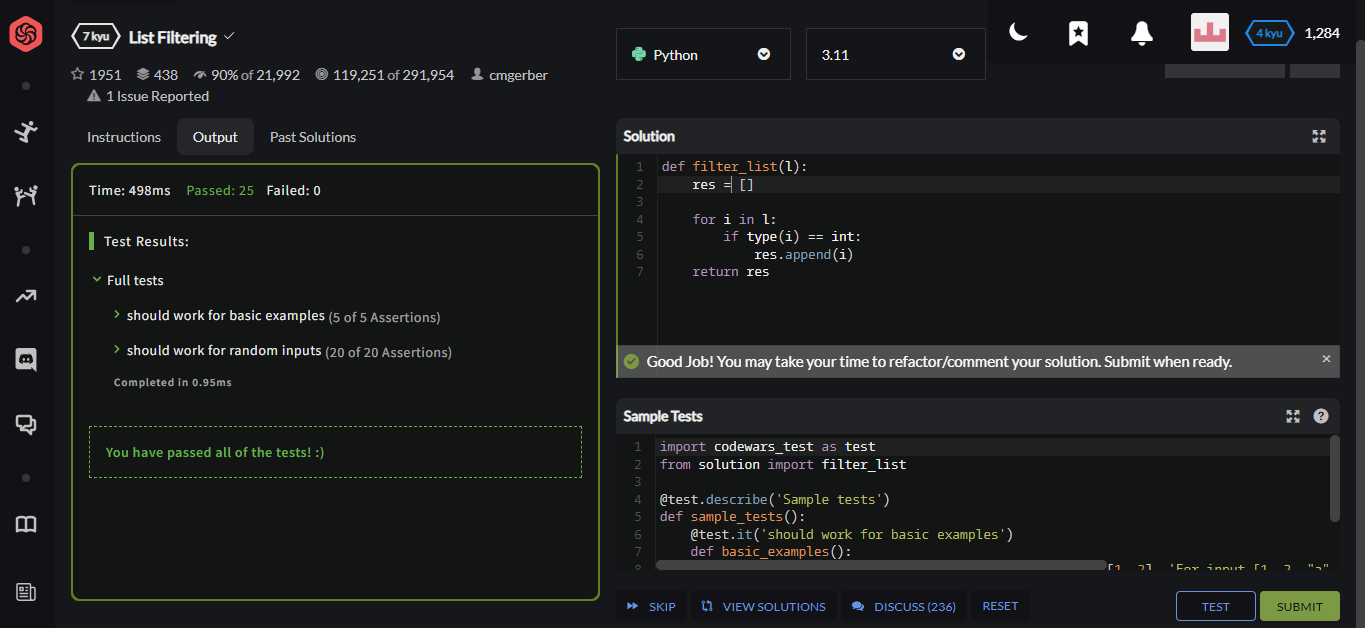 7 kyu List Filtering
1951 438 90% of 21,992 119,251 of 291,954 cmgerber
1 Issue Reported
Python
3.11
4 kyu 1,284
Instructions Output Past Solutions
Time: 498ms Passed: 25 Failed: 0
Test Results:
Full tests
should work for basic examples (5 of 5 Assertions)
should work for random inputs (20 of 20 Assertions)
Completed in 0.95ms
You have passed all of the tests! :)
Solution
1 def filter_list(l):
2     res = []
3
4     for i in l:
5         if type(i) == int:
6             res.append(i)
7     return res
Good Job! You may take your time to refactor/comment your solution. Submit when ready.
Sample Tests
1 import codewars_test as test
2 from solution import filter_list
3
4 @test.describe('Sample tests')
5 def sample_tests():
6     @test.it('should work for basic examples')
7     def basic_examples():
8 [1, 2], 'For input [1, 2, "a"
SKIP VIEW SOLUTIONS DISCUSS (236) RESET
TEST SUBMIT